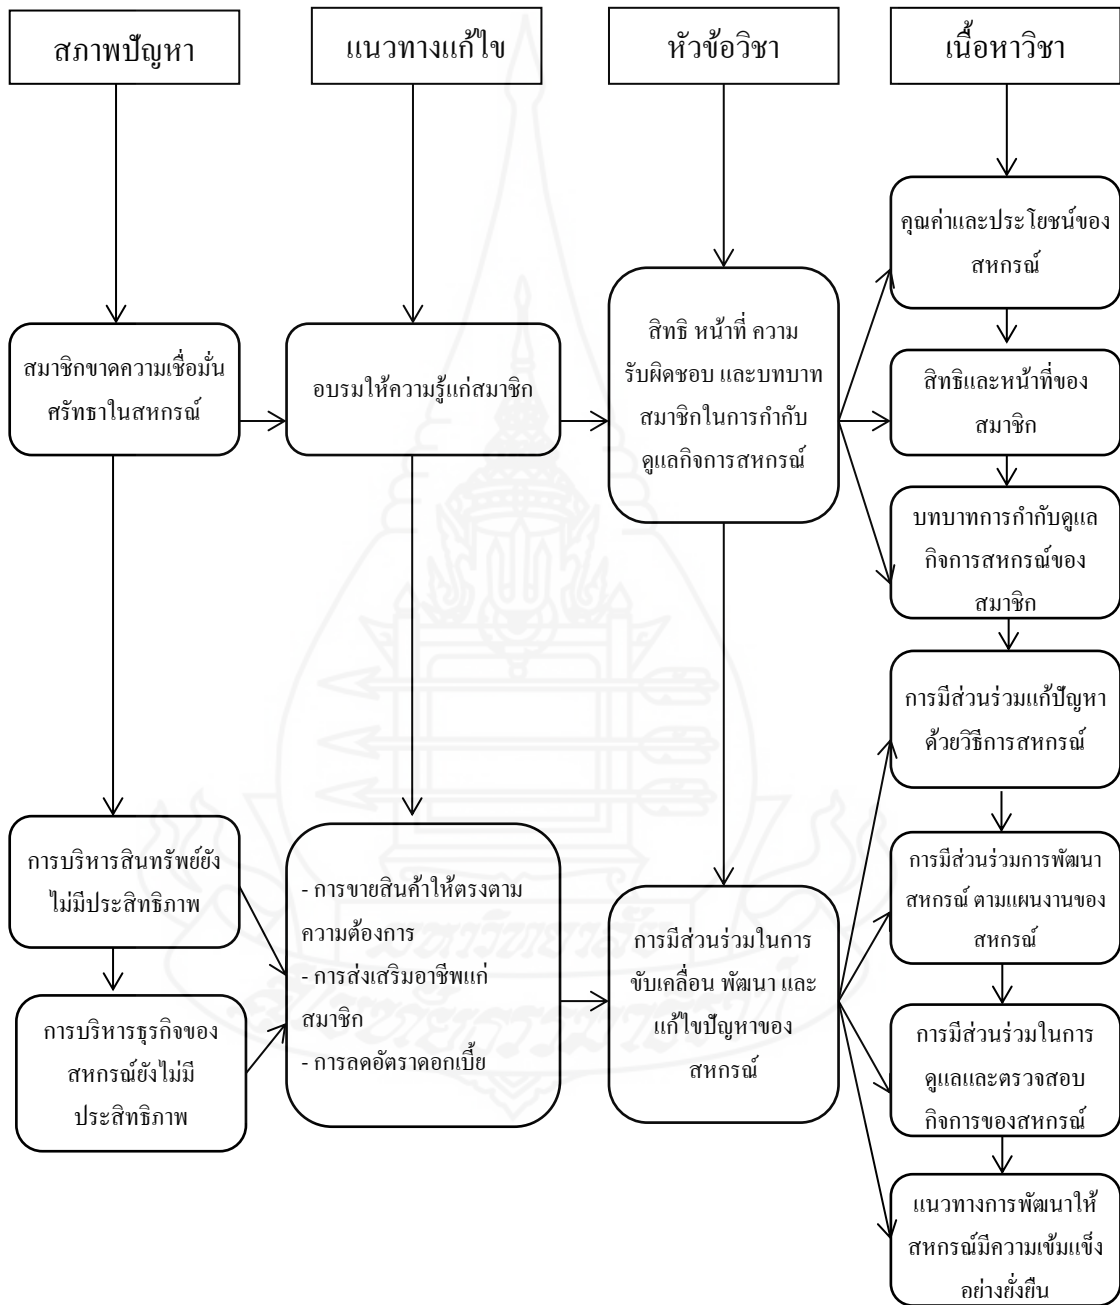 สภาพปัญหา
แนวทางแก้ไข
หัวข้อวิชา
เนื้อหาวิชา
สมาชิกขาดความเชื่อมั่น
ศรัทธาในสหกรณ์
อบรมให้ความรู้แก่สมาชิก
สิทธิ หน้าที่ ความ
รับผิดชอบ และบทบาท
สมาชิกในการกำกับ
ดูแลกิจการสหกรณ์
คุณค่าและประโยชน์ของ
สหกรณ์
สิทธิและหน้าที่ของ
สมาชิก
บทบาทการกำกับดูแล
กิจการสหกรณ์ของ
สมาชิก
การบริหารสินทรัพย์ยัง
ไม่มีประสิทธิภาพ
การบริหารธุรกิจของ
สหกรณ์ยังไม่มี
ประสิทธิภาพ
- การขายสินค้าให้ตรงตาม
ความต้องการ
- การส่งเสริมอาชีพแก่
สมาชิก
- การลดอัตราดอกเบี้ย
การมีส่วนร่วมในการ
ขับเคลื่อน พัฒนา และ
แก้ไขปัญหาของ
สหกรณ์
การมีส่วนร่วมแก้ปัญหา
ด้วยวิธีการสหกรณ์
การมีส่วนร่วมการพัฒนา
สหกรณ์ ตามแผนงานของ
สหกรณ์
การมีส่วนร่วมในการ
ดูแลและตรวจสอบ
กิจการของสหกรณ์
แนวทางการพัฒนาให้
สหกรณ์มีความเข้มแข็ง
อย่างยั่งยืน
มหาวิทยาลัย
สุโขทัยธรรมาธิราช